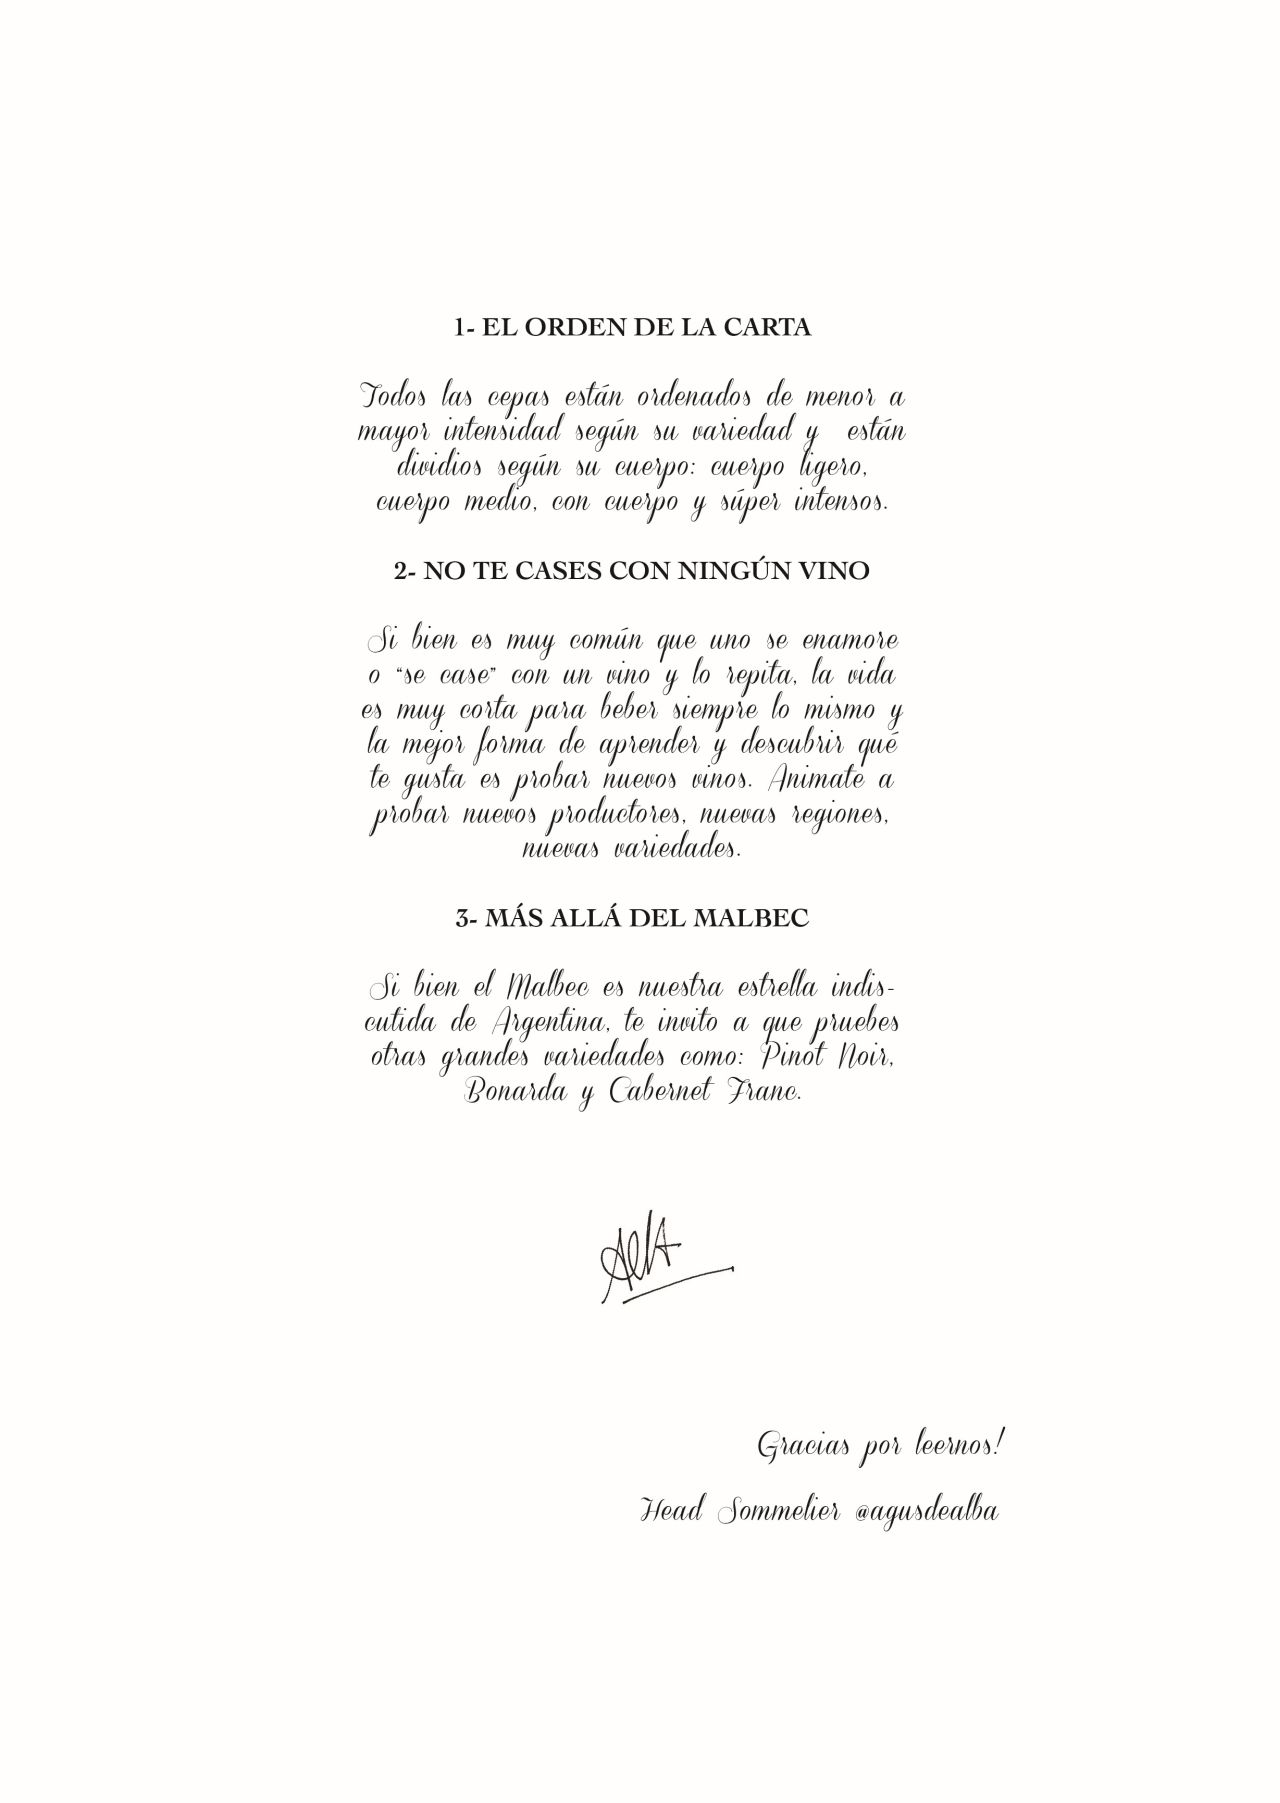 1- EL ORDEN DE LA CARTA
Todos las cepas están ordenados de menor a
mayor intensidad según su variedad y están
dividios según su cuerpo: cuerpo ligero,
cuerpo medio, con cuerpo y súper intensos.
2- NO TE CASES CON NINGÚN VINO
Si bien es muy común que uno se enamore
o “se case” con un vino y lo repita, la vida
es muy corta para beber siempre lo mismo y
la mejor forma de aprender y descubrir qué
te gusta es probar nuevos vinos. Animate a
probar nuevos productores, nuevas regiones,
nuevas variedades.
3- MÁS ALLÁ DEL MALBEC
Si bien el Malbec es nuestra estrella indis-
cutida de Argentina, te invito a que pruebes
otras grandes variedades como: Pinot Noir,
Bonarda y Cabernet Franc.
AlbA
Gracias por leernos!
Head Sommelier @agusdealba